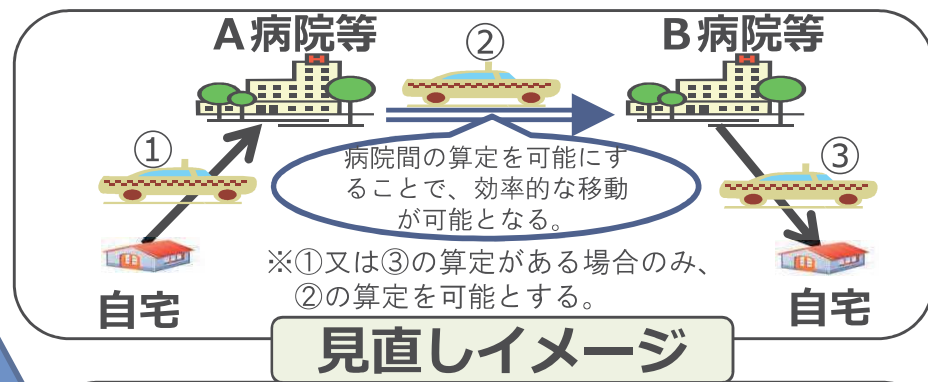 A病院等
②
B病院等
①
③
病院間の算定を可能にす
ることで、効率的な移動
が可能となる。
※①又は③の算定がある場合のみ、
②の算定を可能とする。
自宅
自宅
見直しイメージ